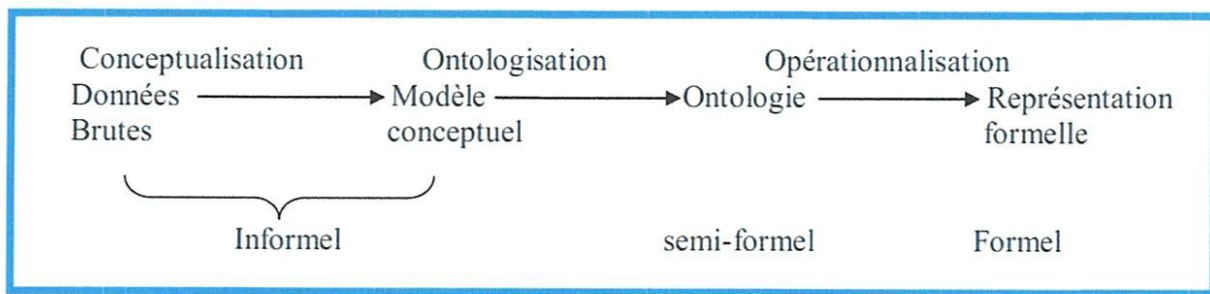 Conceptualisation Ontologisation Opérationnalisation
Données Modèle Ontologie Représentation
Brutes conceptuel formelle
Informel semi-formel Formel